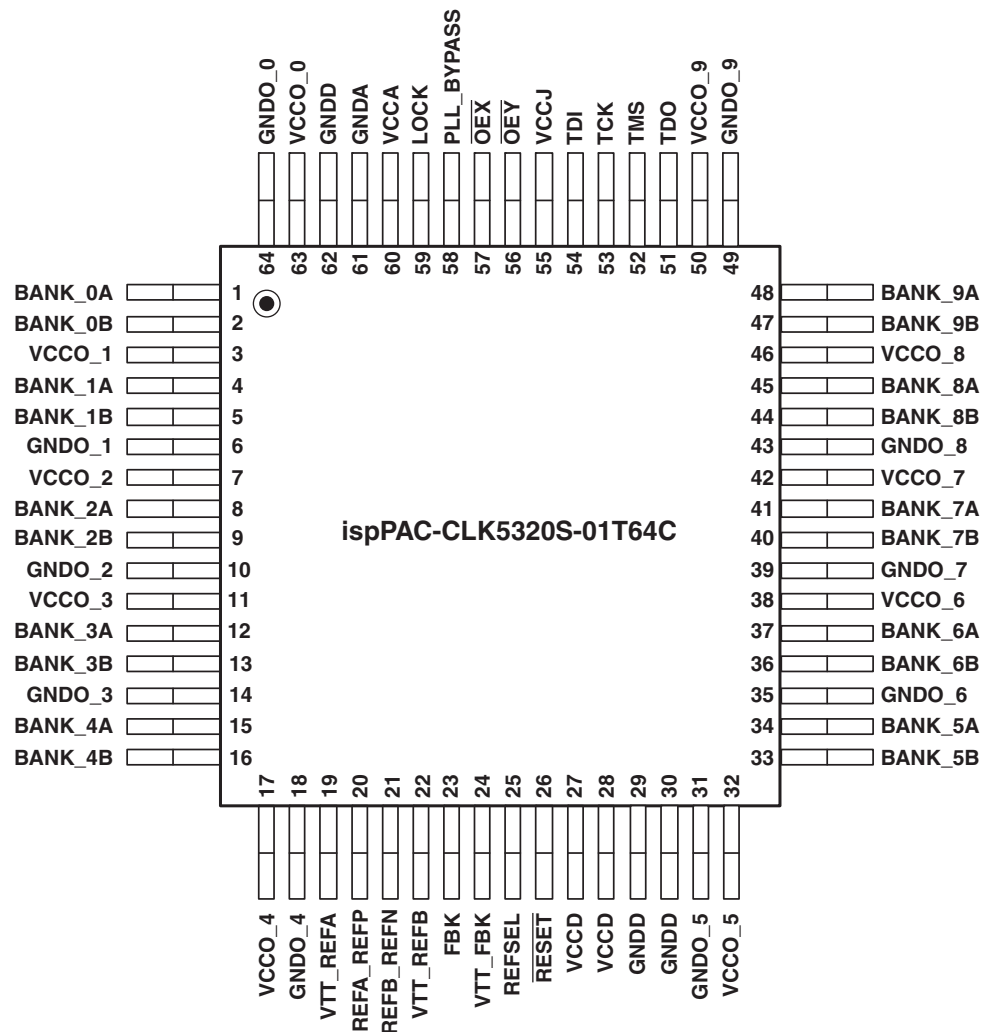 GNDO_0
VCCO_0
GNDD
GNDA
VCCA
LOCK
PLL_BYPASS
OEX
OEY
VCCJ
TDI
TCK
TMS
TDO
VCCO_9
GNDO_9
64
63
62
61
60
59
58
57
56
55
54
53
52
51
50
49
BANK_0A 1
BANK_0B 2
VCCO_1 3
BANK_1A 4
BANK_1B 5
GNDO_1 6
VCCO_2 7
BANK_2A 8
BANK_2B 9
GNDO_2 10
VCCO_3 11
BANK_3A 12
BANK_3B 13
GNDO_3 14
BANK_4A 15
BANK_4B 16
ispPAC-CLK5320S-01T64C
48 BANK_9A
47 BANK_9B
46 VCCO_8
45 BANK_8A
44 BANK_8B
43 GNDO_8
42 VCCO_7
41 BANK_7A
40 BANK_7B
39 GNDO_7
38 VCCO_6
37 BANK_6A
36 BANK_6B
35 GNDO_6
34 BANK_5A
33 BANK_5B
17
18
19
20
21
22
23
24
25
26
27
28
29
30
31
32
VCCO_4
GNDO_4
VTT_REFA
REFA_REFP
REFB_REFN
VTT_REFB
FBK
VTT_FBK
REFSEL
RESET
VCCD
VCCD
GNDD
GNDD
GNDO_5
VCCO_5